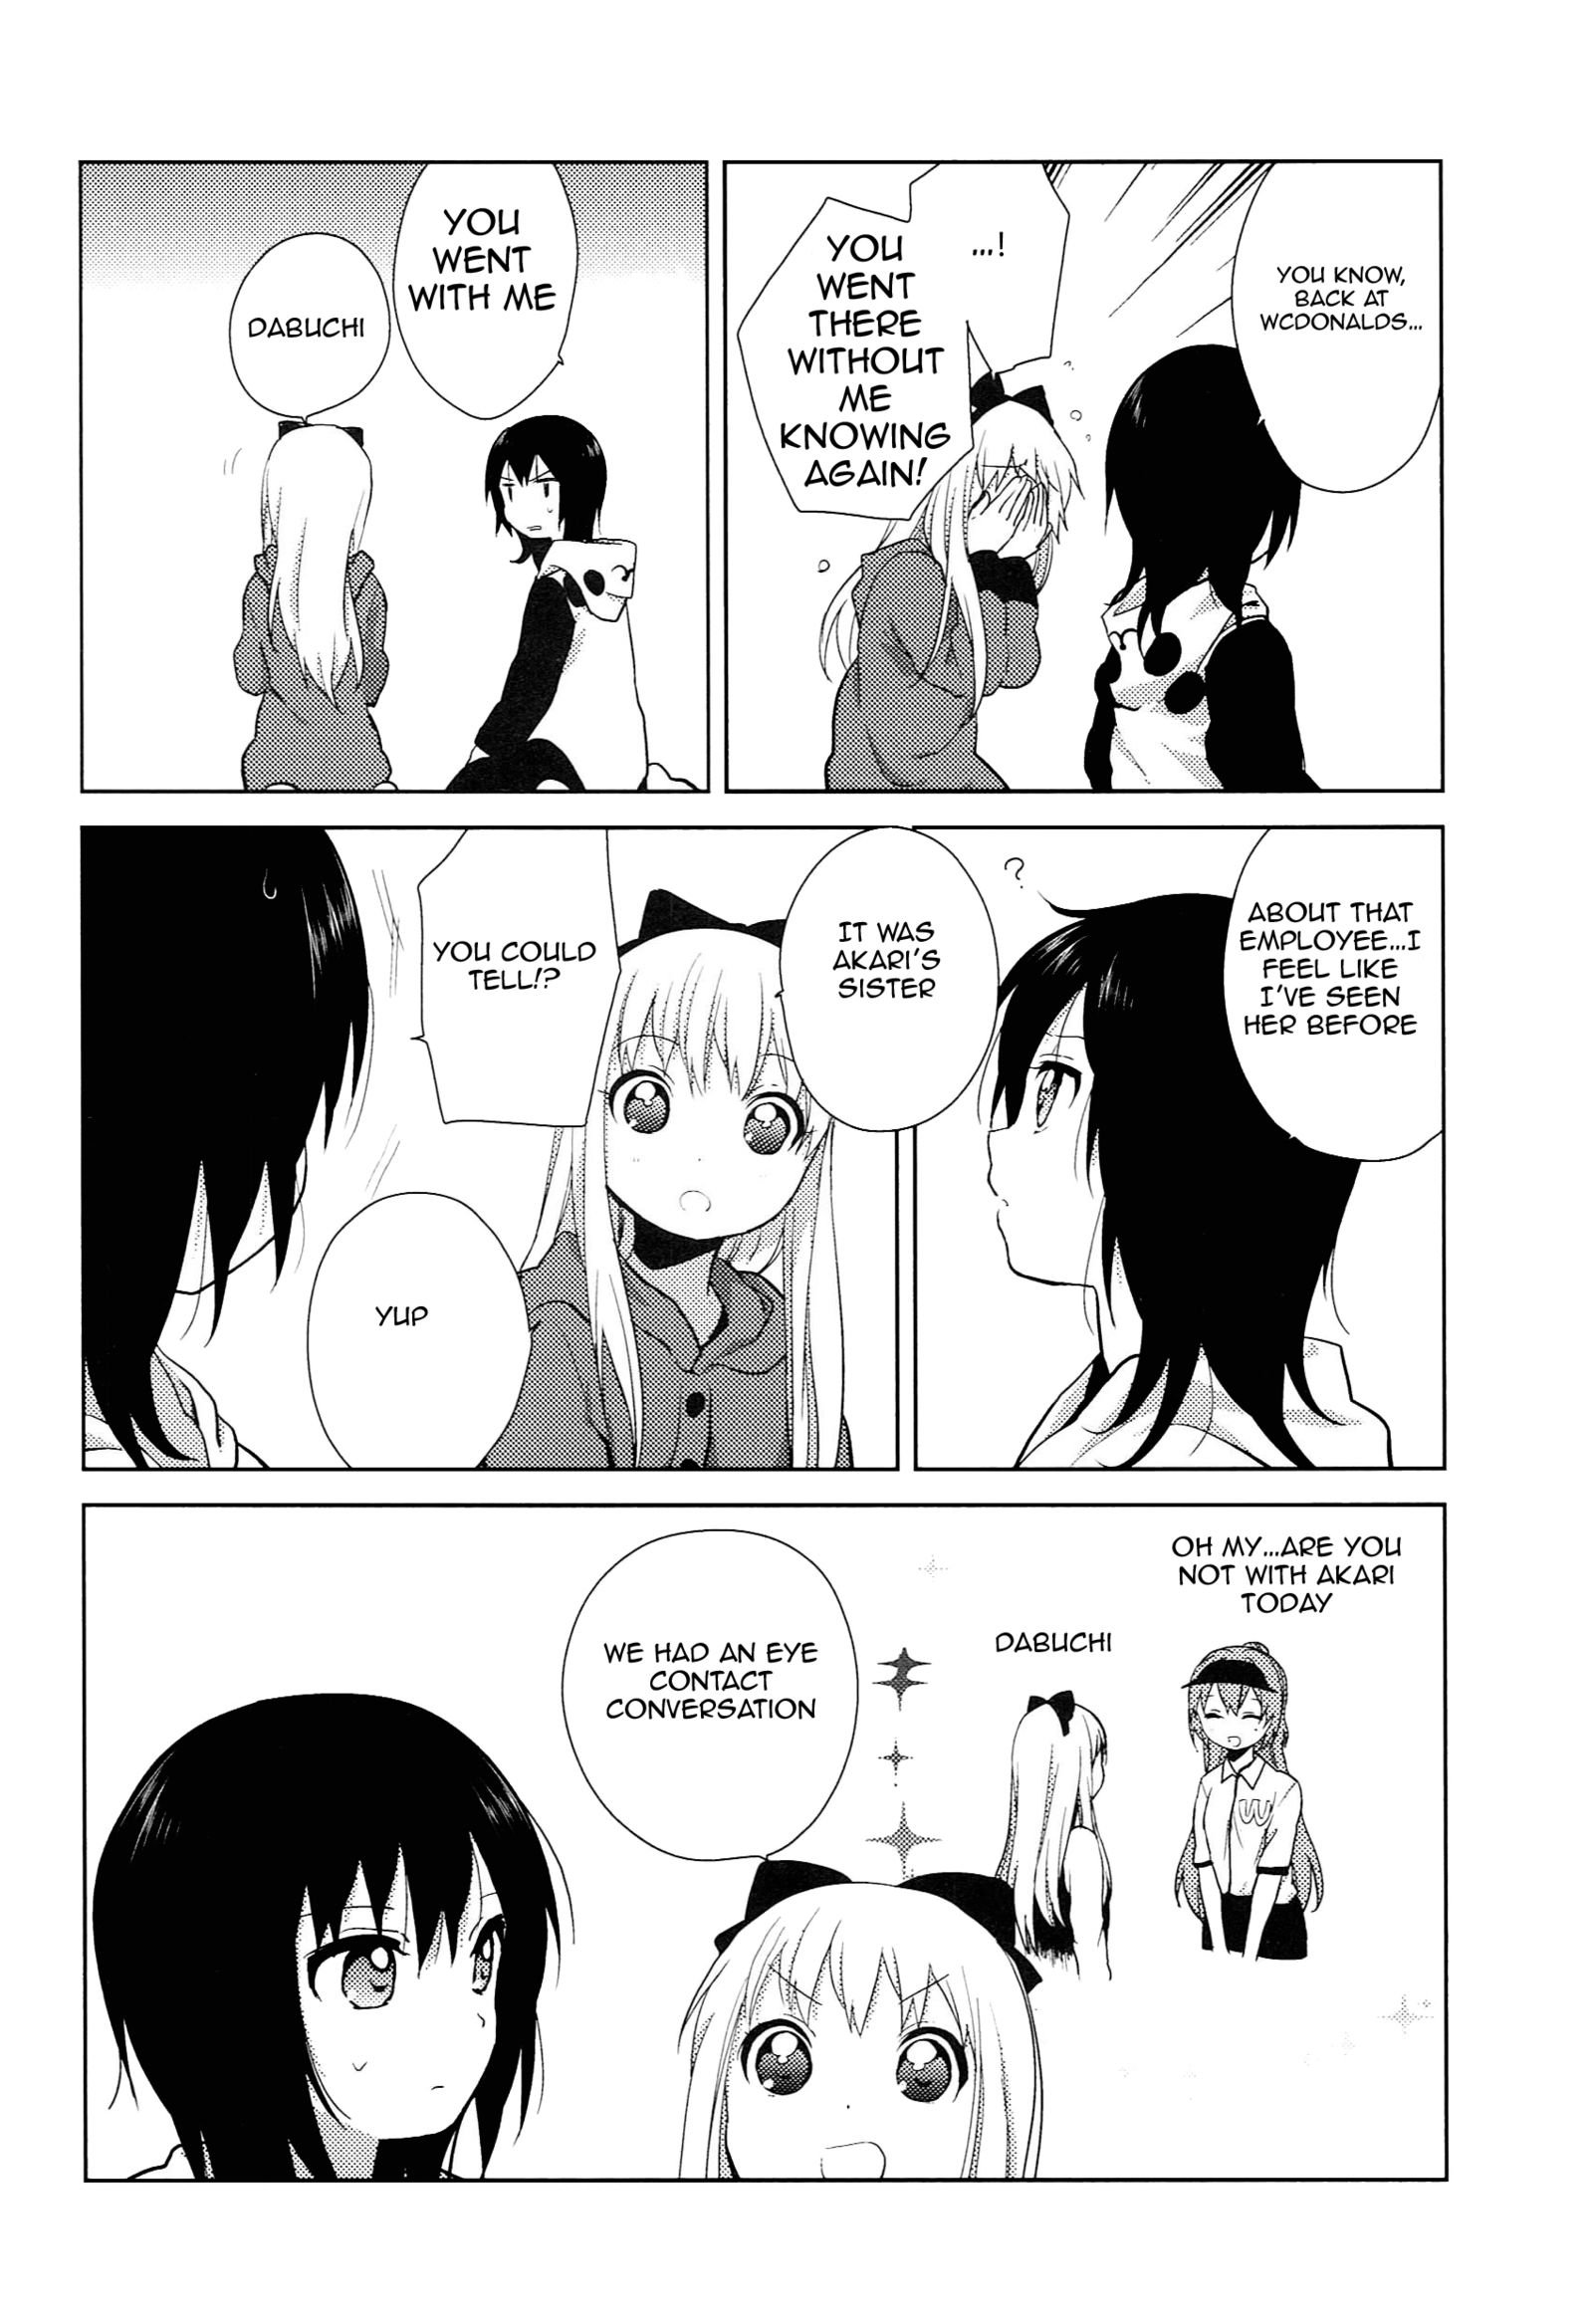 YOU KNOW,
BACK AT
WCDONALDS...
...!
YOU
WENT
THERE
WITHOUT
ME
KNOWING
AGAIN!
YOU
WENT
WITH ME
DABUCHI
?
ABOUT THAT
EMPLOYEE...I
FEEL LIKE
I'VE SEEN
HER BEFORE
IT WAS
AKARI'S
SISTER
YOU COULD
TELL!?
YUP
OH MY...ARE YOU
NOT WITH AKARI
TODAY
DABUCHI
W
WE HAD AN EYE
CONTACT
CONVERSATION